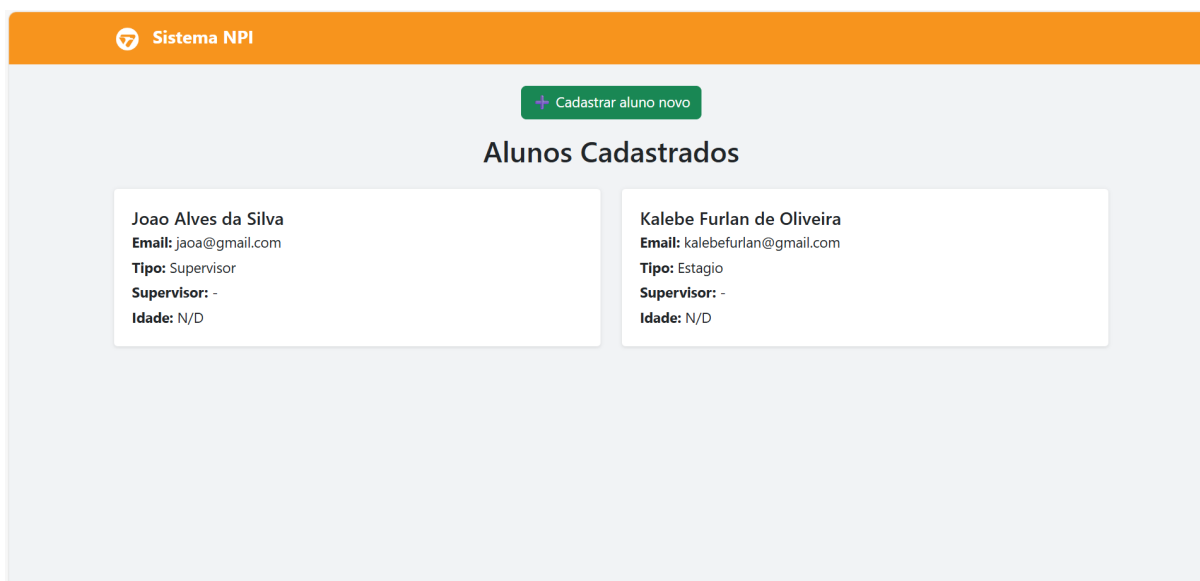 Sistema NPI
Cadastrar aluno novo
Alunos Cadastrados
Joao Alves da Silva
Email: jaoa@gmail.com
Tipo: Supervisor
Supervisor: -
Idade: N/D
Kalebe Furlan de Oliveira
Email: kalebefurlan@gmail.com
Tipo: Estagio
Supervisor: -
Idade: N/D